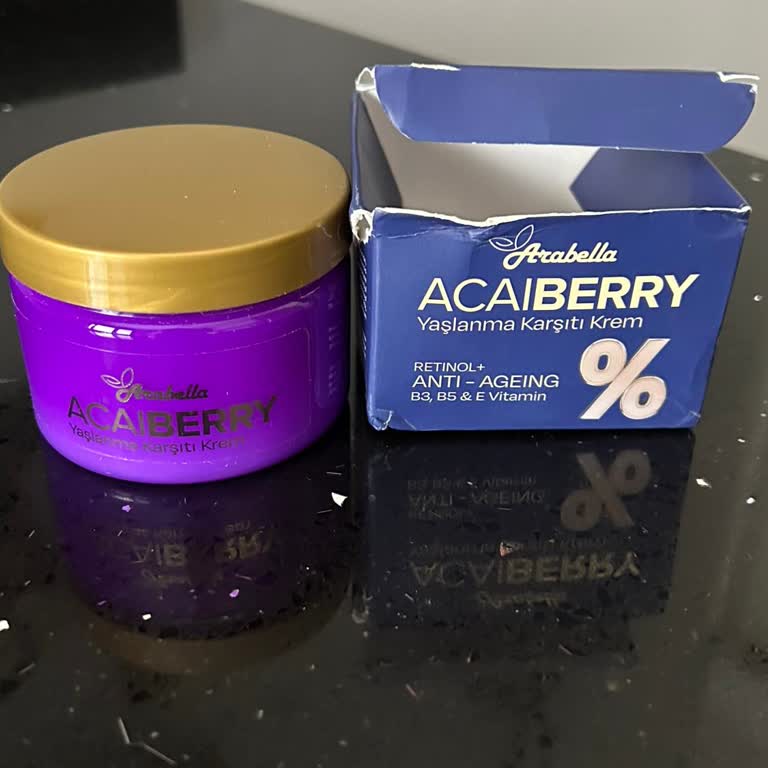 Arabella
ACAIBERRY
Yaşlanma Karşıtı Krem
Arabella
ACAIBERRY
Yaşlanma Karşıtı Krem
RETINOL+
ANTI - AGEING
B3, B5 & E Vitamin
%